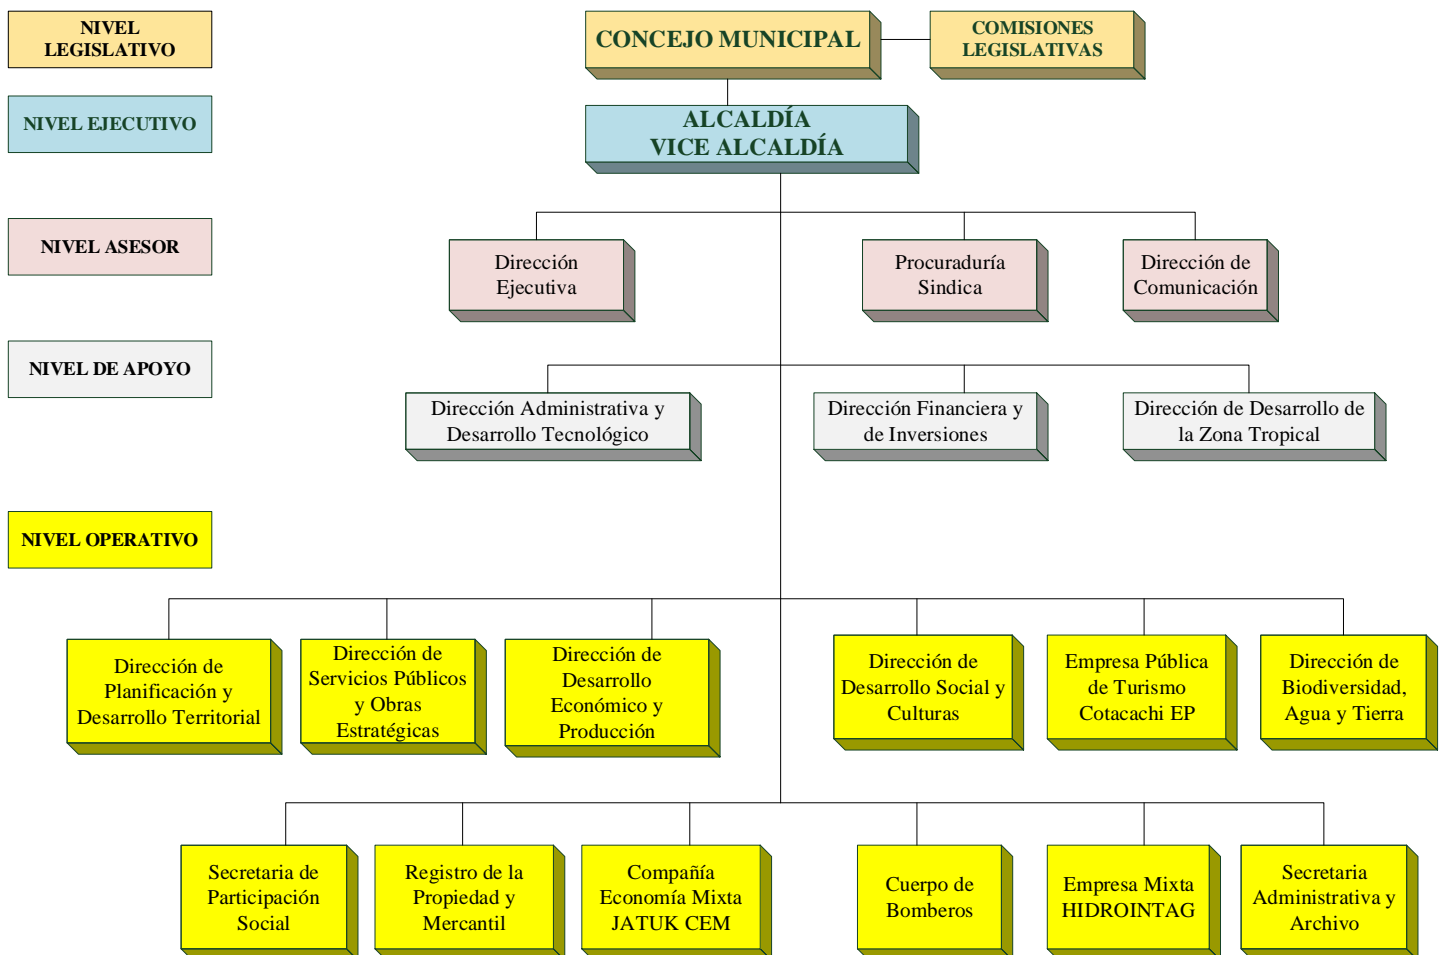 NIVEL
LEGISLATIVO
CONCEJO MUNICIPAL
COMISIONES
LEGISLATIVAS
NIVEL EJECUTIVO
ALCALDÍA
VICE ALCALDÍA
NIVEL ASESOR
Dirección
Ejecutiva
Procuraduría
Sindica
Dirección de
Comunicación
NIVEL DE APOYO
Dirección Administrativa y
Desarrollo Tecnológico
Dirección Financiera y
de Inversiones
Dirección de Desarrollo de
la Zona Tropical
NIVEL OPERATIVO
Dirección de
Planificación y
Desarrollo Territorial
Dirección de
Servicios Públicos
y Obras
Estratégicas
Dirección de
Desarrollo
Económico y
Producción
Dirección de
Desarrollo Social y
Culturas
Empresa Pública
de Turismo
Cotacachi EP
Dirección de
Biodiversidad,
Agua y Tierra
Secretaria de
Participación
Social
Registro de la
Propiedad y
Mercantil
Compañía
Economía Mixta
JATUK CEM
Cuerpo de
Bomberos
Empresa Mixta
HIDROINTAG
Secretaria
Administrativa y
Archivo